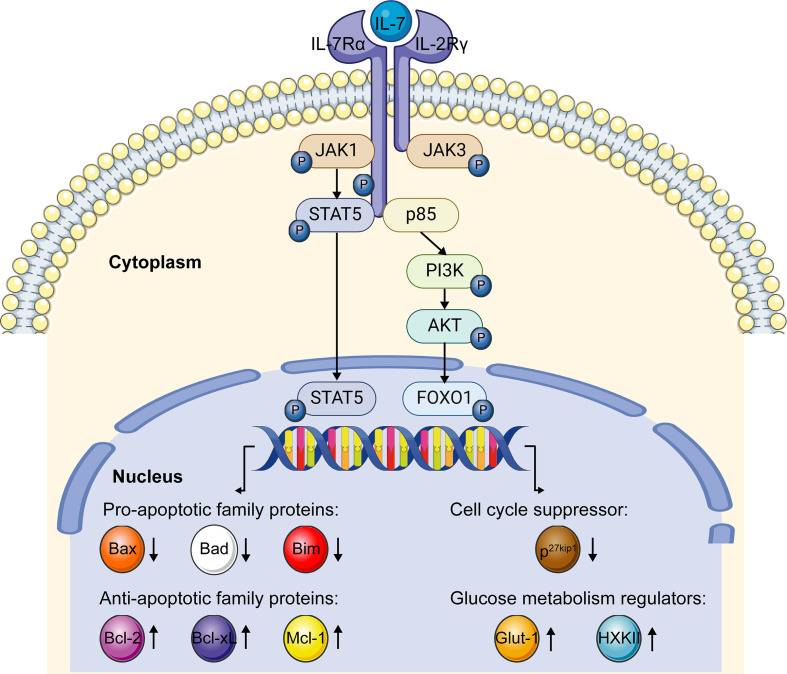 IL-7
IL-7Rα
IL-2Rγ
JAK1
P
JAK3
P
P
STAT5
P
p85
Cytoplasm
PI3K
P
AKT
P
STAT5
P
FOXO1
P
Nucleus
Pro-apoptotic family proteins:
Bax
Bad
Bim
Anti-apoptotic family proteins:
Bcl-2
Bcl-xL
Mcl-1
Cell cycle suppressor:
p27kip1
Glucose metabolism regulators:
Glut-1
HXKII